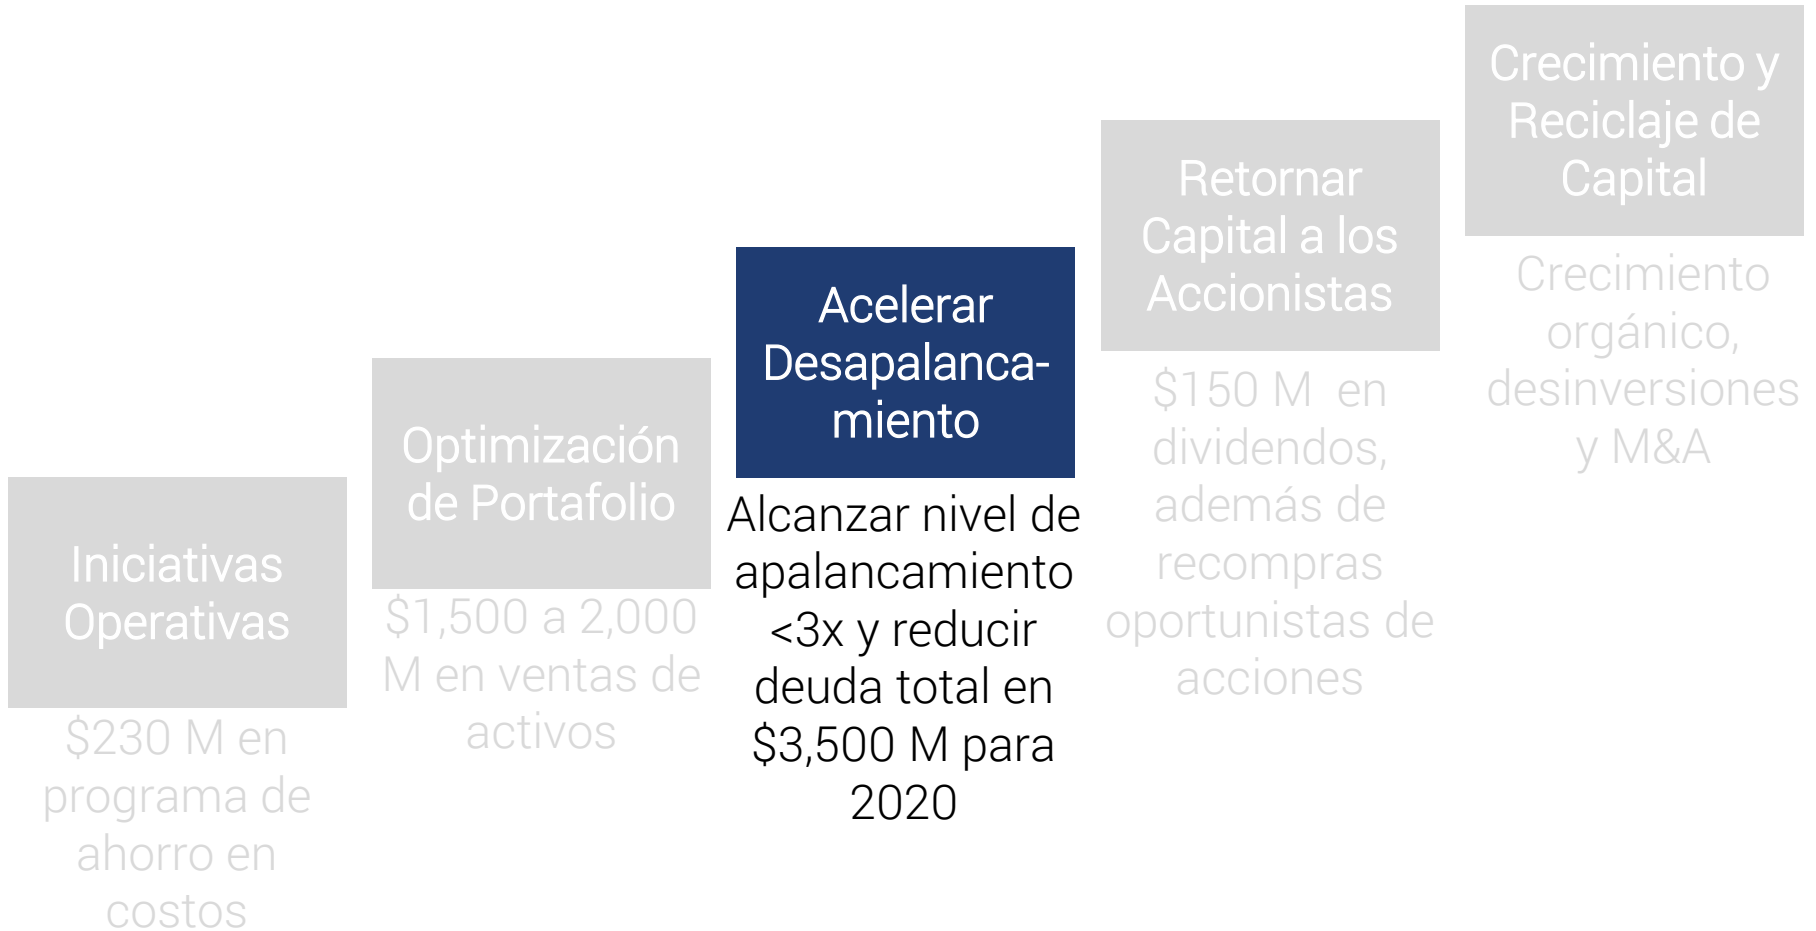 Iniciativas
Operativas
$230 M en
programa de
ahorro en
costos
Optimización
de Portafolio
$1,500 a 2,000
M en ventas de
activos
Acelerar
Desapalanca-
miento
Alcanzar nivel de
apalancamiento
<3x y reducir
deuda total en
$3,500 M para
2020
Retornar
Capital a los
Accionistas
$150 M en
dividendos,
además de
recompras
oportunistas de
acciones
Crecimiento y
Reciclaje de
Capital
Crecimiento
orgánico,
desinversiones
y M&A